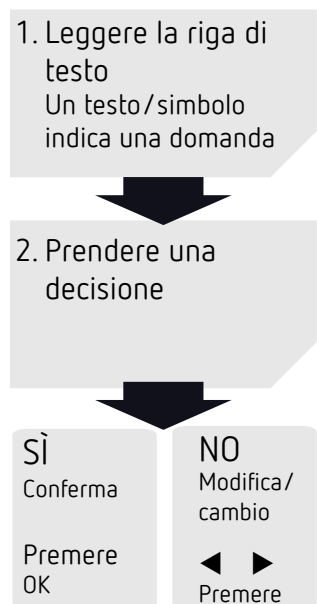 1. Leggere la riga di
testo
Un testo/simbolo
indica una domanda
2. Prendere una
decisione
SÌ
Conferma
Premere
OK
NO
Modifica/
cambio
◀ ▶
Premere